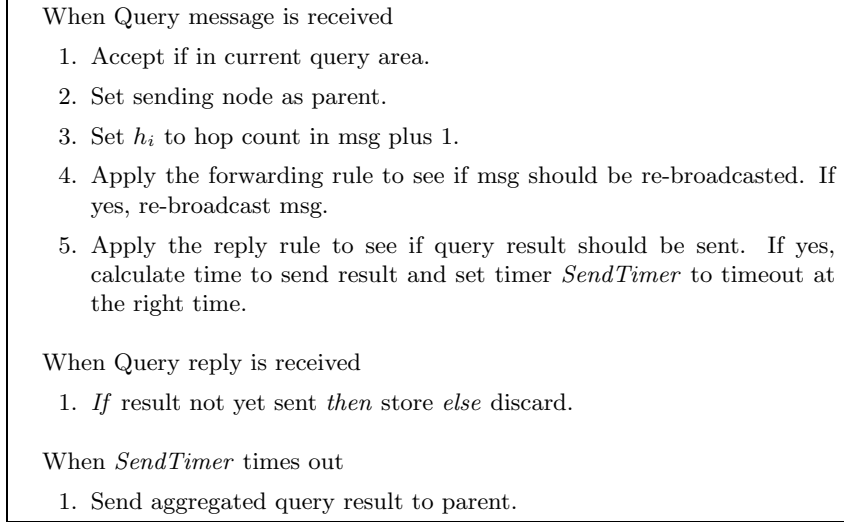 When Query message is received
1. Accept if in current query area.
2. Set sending node as parent.
3. Set hᵢ to hop count in msg plus 1.
4. Apply the forwarding rule to see if msg should be re-broadcasted. If
yes, re-broadcast msg.
5. Apply the reply rule to see if query result should be sent. If yes,
calculate time to send result and set timer SendTimer to timeout at
the right time.
When Query reply is received
1. If result not yet sent then store else discard.
When SendTimer times out
1. Send aggregated query result to parent.